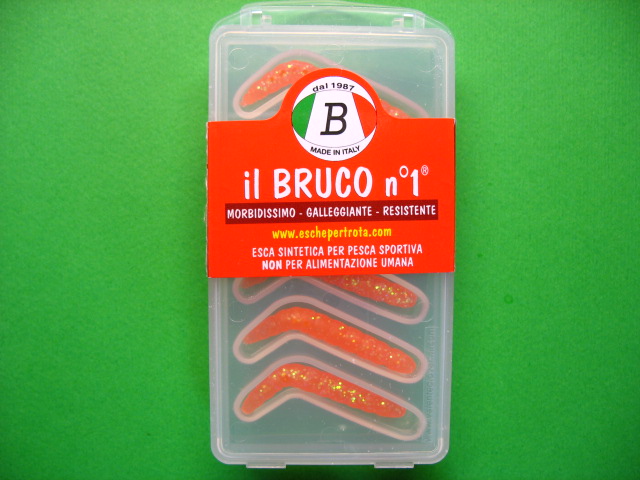 dal 1987
B
MADE IN ITALY
il BRUCO n°1®
MORBIDISSIMO - GALLEGGIANTE - RESISTENTE
www.eschepertrota.com
ESCA SINTETICA PER PESCA SPORTIVA
NON PER ALIMENTAZIONE UMANA